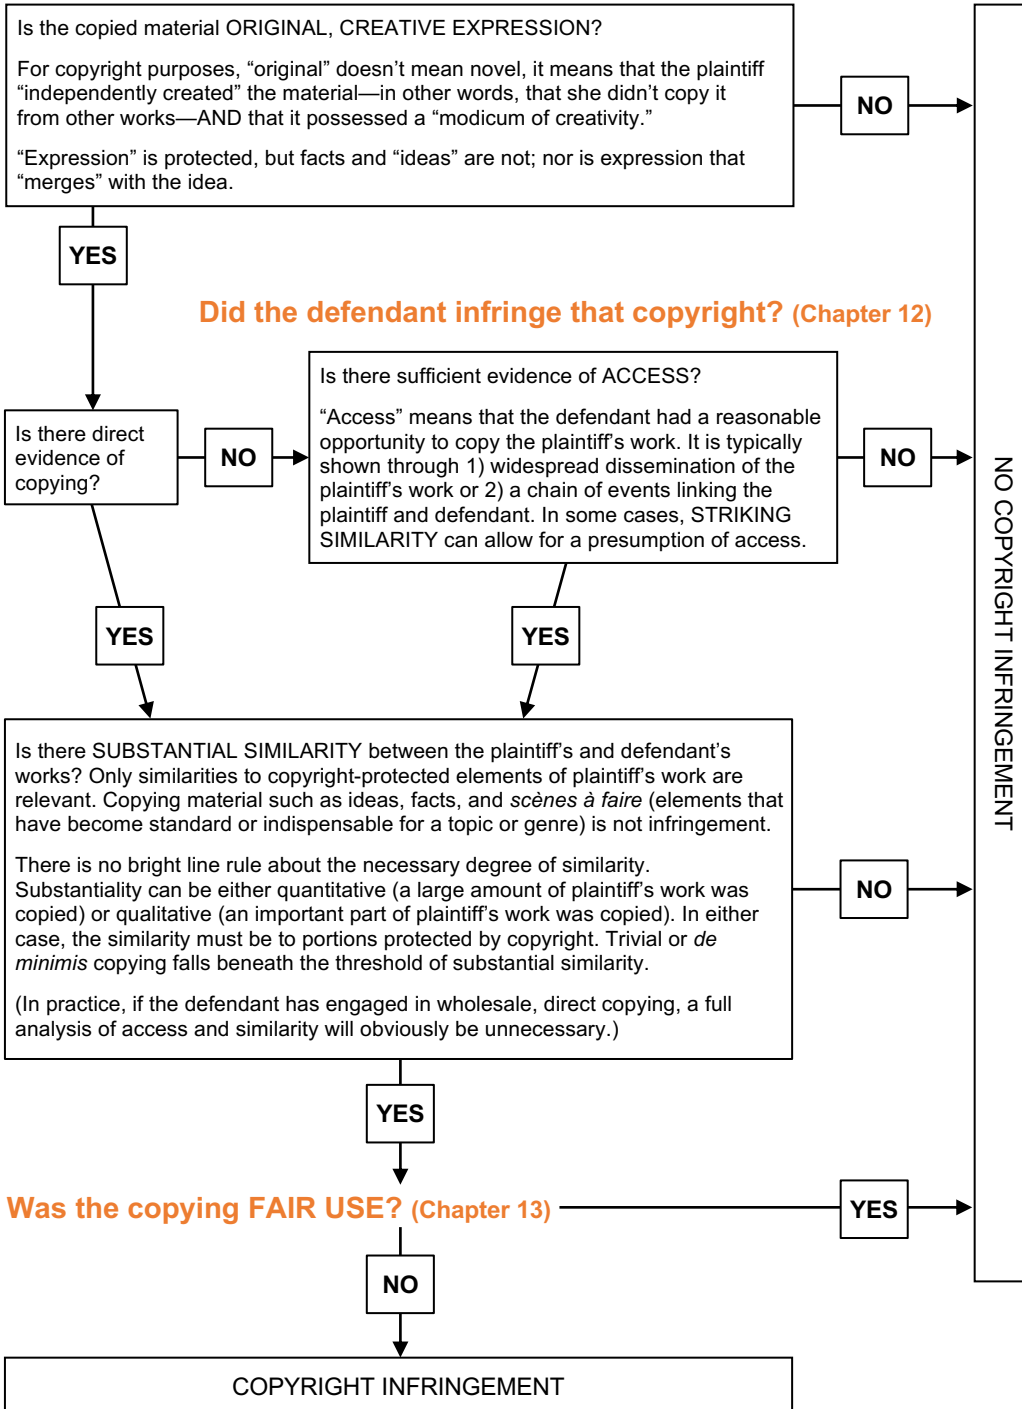 Is the copied material ORIGINAL, CREATIVE EXPRESSION?
For copyright purposes, “original” doesn’t mean novel, it means that the plaintiff
“independently created” the material—in other words, that she didn’t copy it
from other works—AND that it possessed a “modicum of creativity.”
“Expression” is protected, but facts and “ideas” are not; nor is expression that
“merges” with the idea.
NO
YES
Did the defendant infringe that copyright? (Chapter 12)
Is there direct
evidence of
copying?
NO
Is there sufficient evidence of ACCESS?
“Access” means that the defendant had a reasonable
opportunity to copy the plaintiff’s work. It is typically
shown through 1) widespread dissemination of the
plaintiff’s work or 2) a chain of events linking the
plaintiff and defendant. In some cases, STRIKING
SIMILARITY can allow for a presumption of access.
NO
YES
YES
Is there SUBSTANTIAL SIMILARITY between the plaintiff’s and defendant’s
works? Only similarities to copyright-protected elements of plaintiff’s work are
relevant. Copying material such as ideas, facts, and scènes à faire (elements that
have become standard or indispensable for a topic or genre) is not infringement.
There is no bright line rule about the necessary degree of similarity.
Substantiality can be either quantitative (a large amount of plaintiff’s work was
copied) or qualitative (an important part of plaintiff’s work was copied). In either
case, the similarity must be to portions protected by copyright. Trivial or de
minimis copying falls beneath the threshold of substantial similarity.
(In practice, if the defendant has engaged in wholesale, direct copying, a full
analysis of access and similarity will obviously be unnecessary.)
NO
YES
Was the copying FAIR USE? (Chapter 13)
YES
NO
COPYRIGHT INFRINGEMENT
NO COPYRIGHT INFRINGEMENT